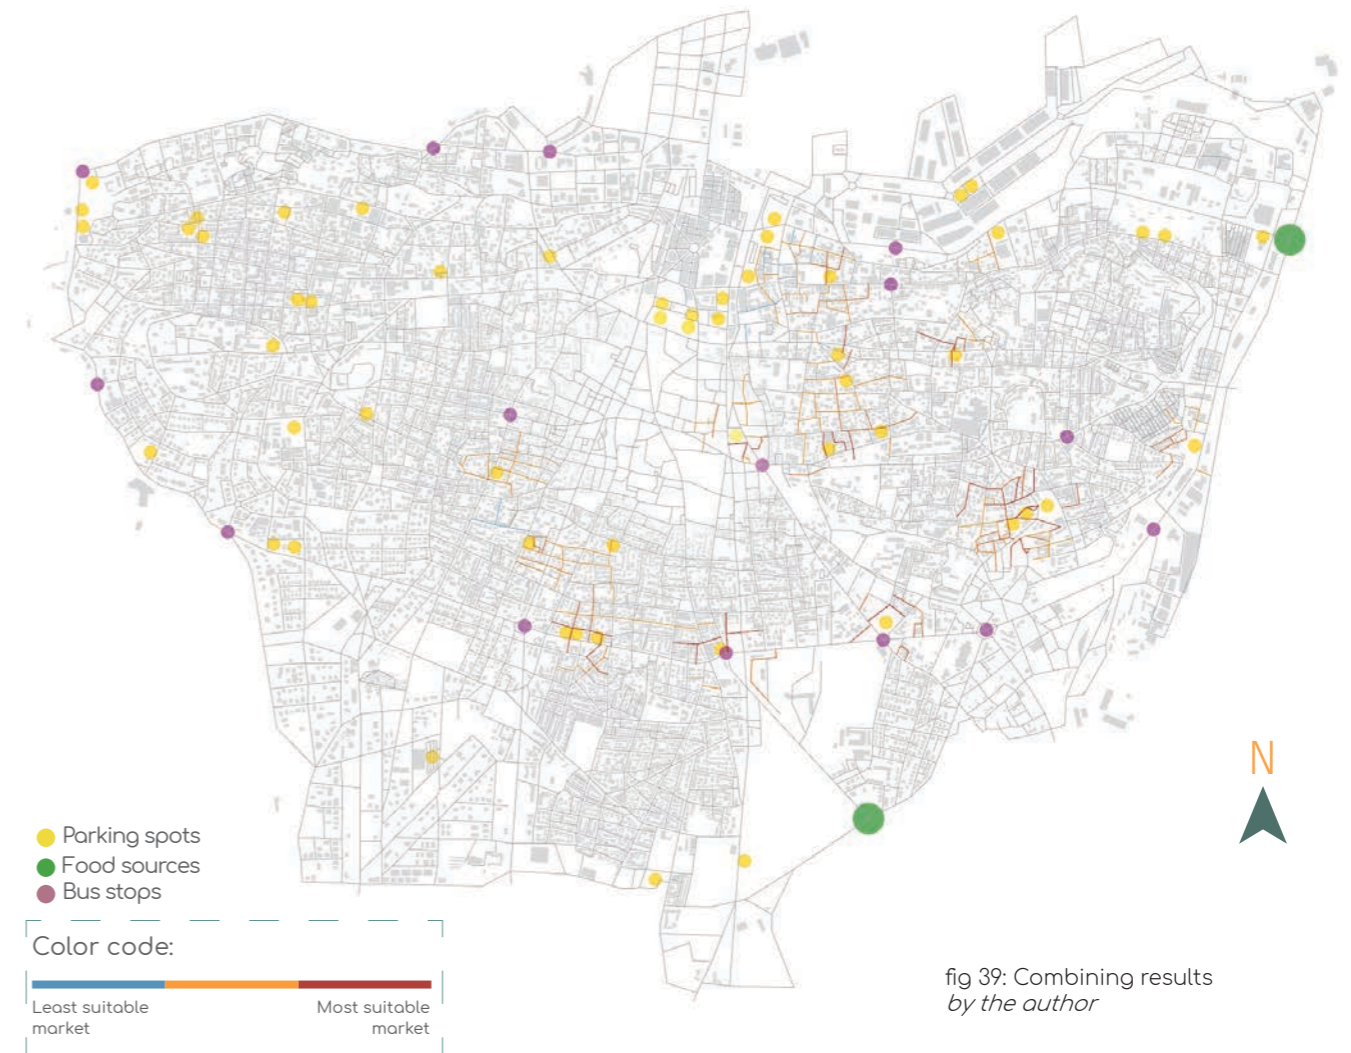 N
Parking spots
Food sources
Bus stops
Color code:
Least suitable
market
Most suitable
market
fig 39: Combining results
by the author